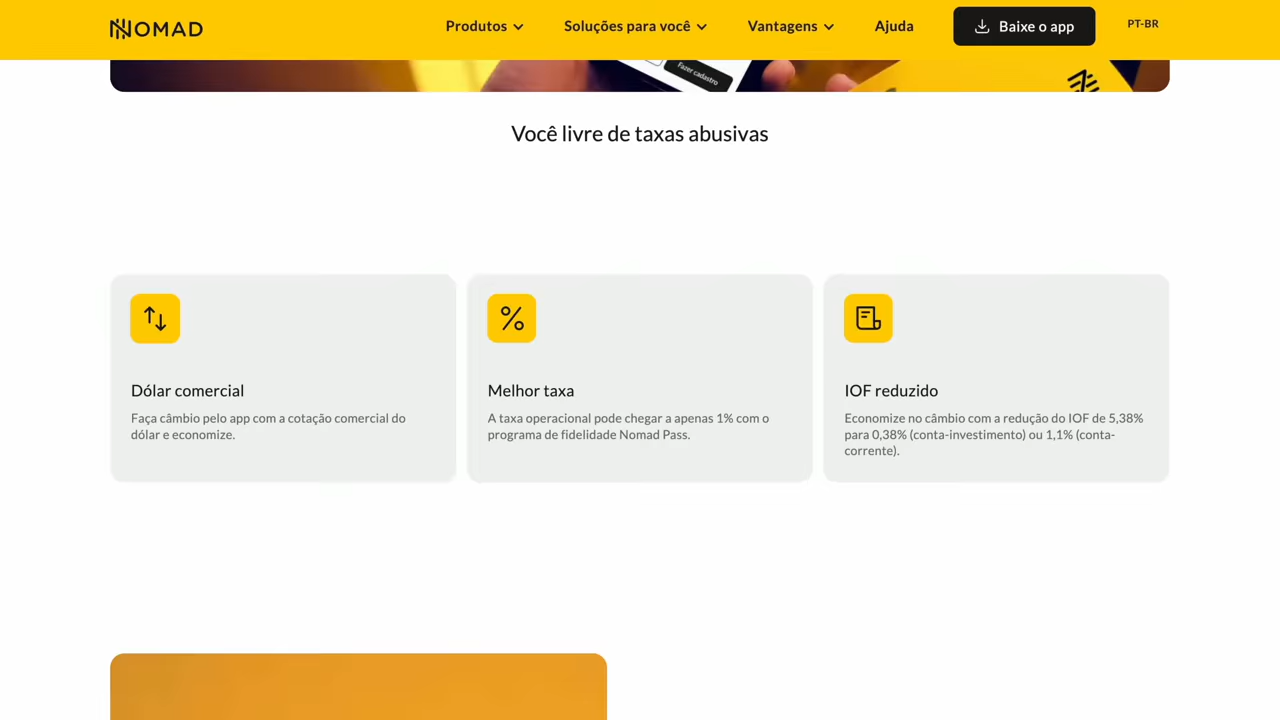 NOMAD
Produtos
Soluções para você
Vantagens
Ajuda
Baixe o app
PT-BR
Fazer cadastro
Você livre de taxas abusivas
Dólar comercial
Faça câmbio pelo app com a cotação comercial do
dólar e economize.
Melhor taxa
A taxa operacional pode chegar a apenas 1% com o
programa de fidelidade Nomad Pass.
IOF reduzido
Economize no câmbio com a redução do IOF de 5,38%
para 0,38% (conta-investimento) ou 1,1% (conta-
corrente).